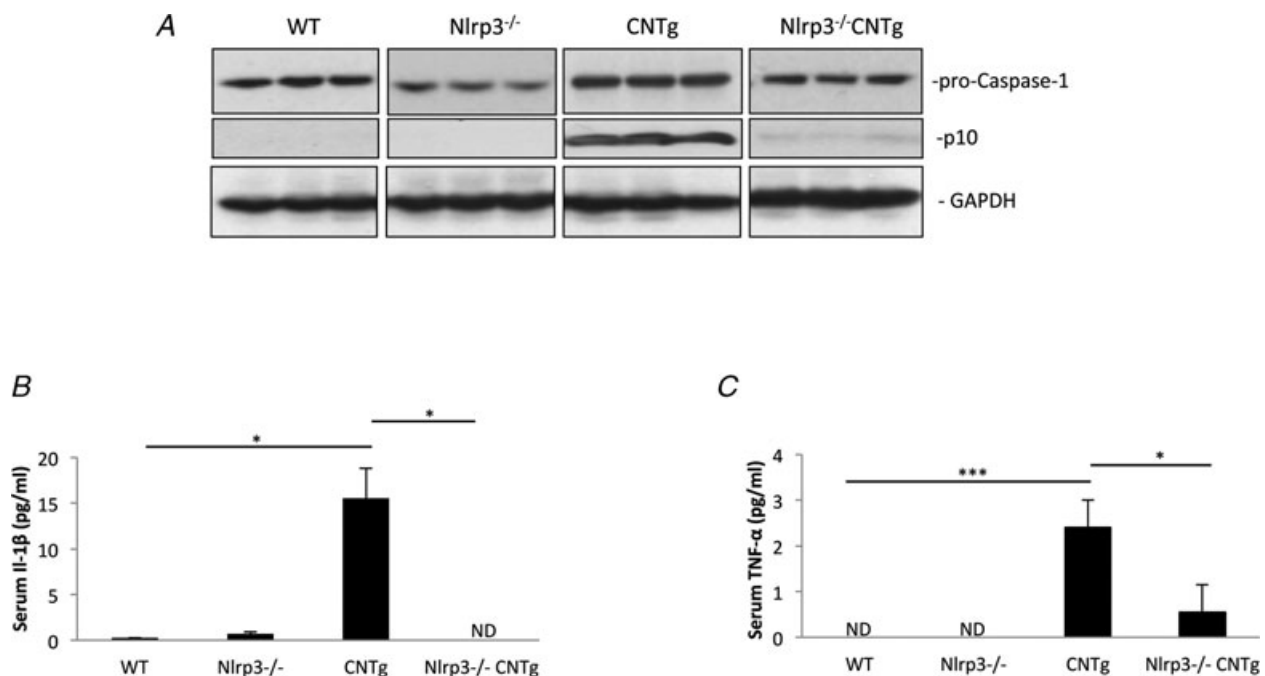 A
WT Nlrp3-/- CNTg Nlrp3-/-CNTg
-pro-Caspase-1
-p10
- GAPDH
B
*
*
Serum Il-1β (pg/ml)
20
15
10
5
0
ND
WT Nlrp3-/- CNTg Nlrp3-/- CNTg
C
***
*
Serum TNF-α (pg/ml)
4
3
2
1
0
ND ND
WT Nlrp3-/- CNTg Nlrp3-/- CNTg